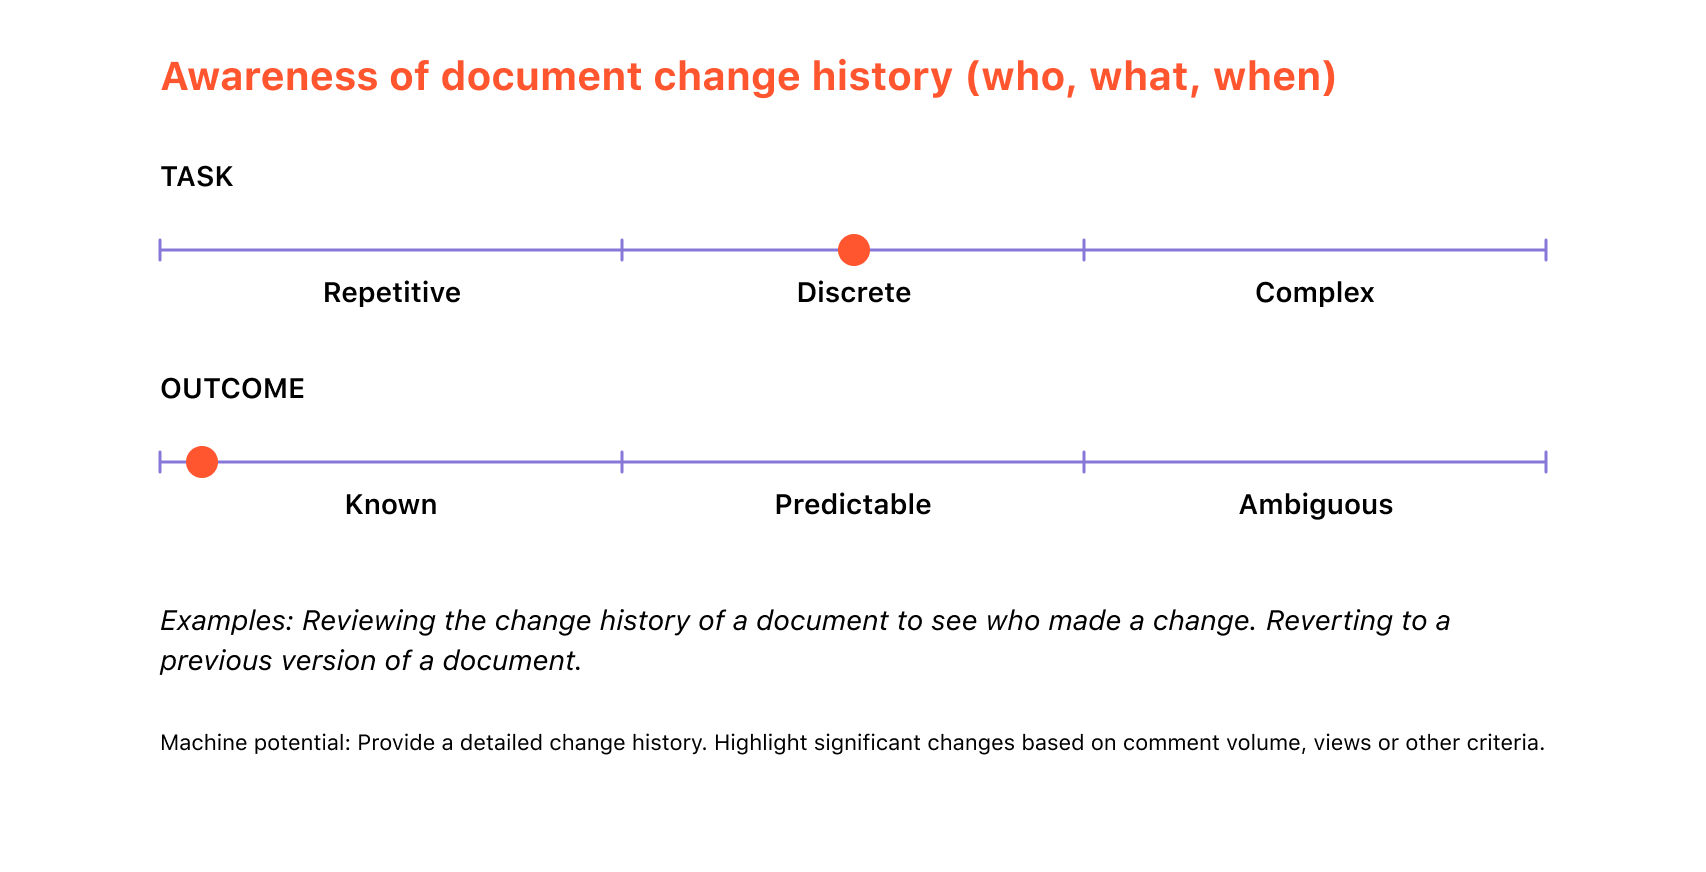 Awareness of document change history (who, what, when)
TASK
Repetitive Discrete Complex
OUTCOME
Known Predictable Ambiguous
Examples: Reviewing the change history of a document to see who made a change. Reverting to a
previous version of a document.
Machine potential: Provide a detailed change history. Highlight significant changes based on comment volume, views or other criteria.